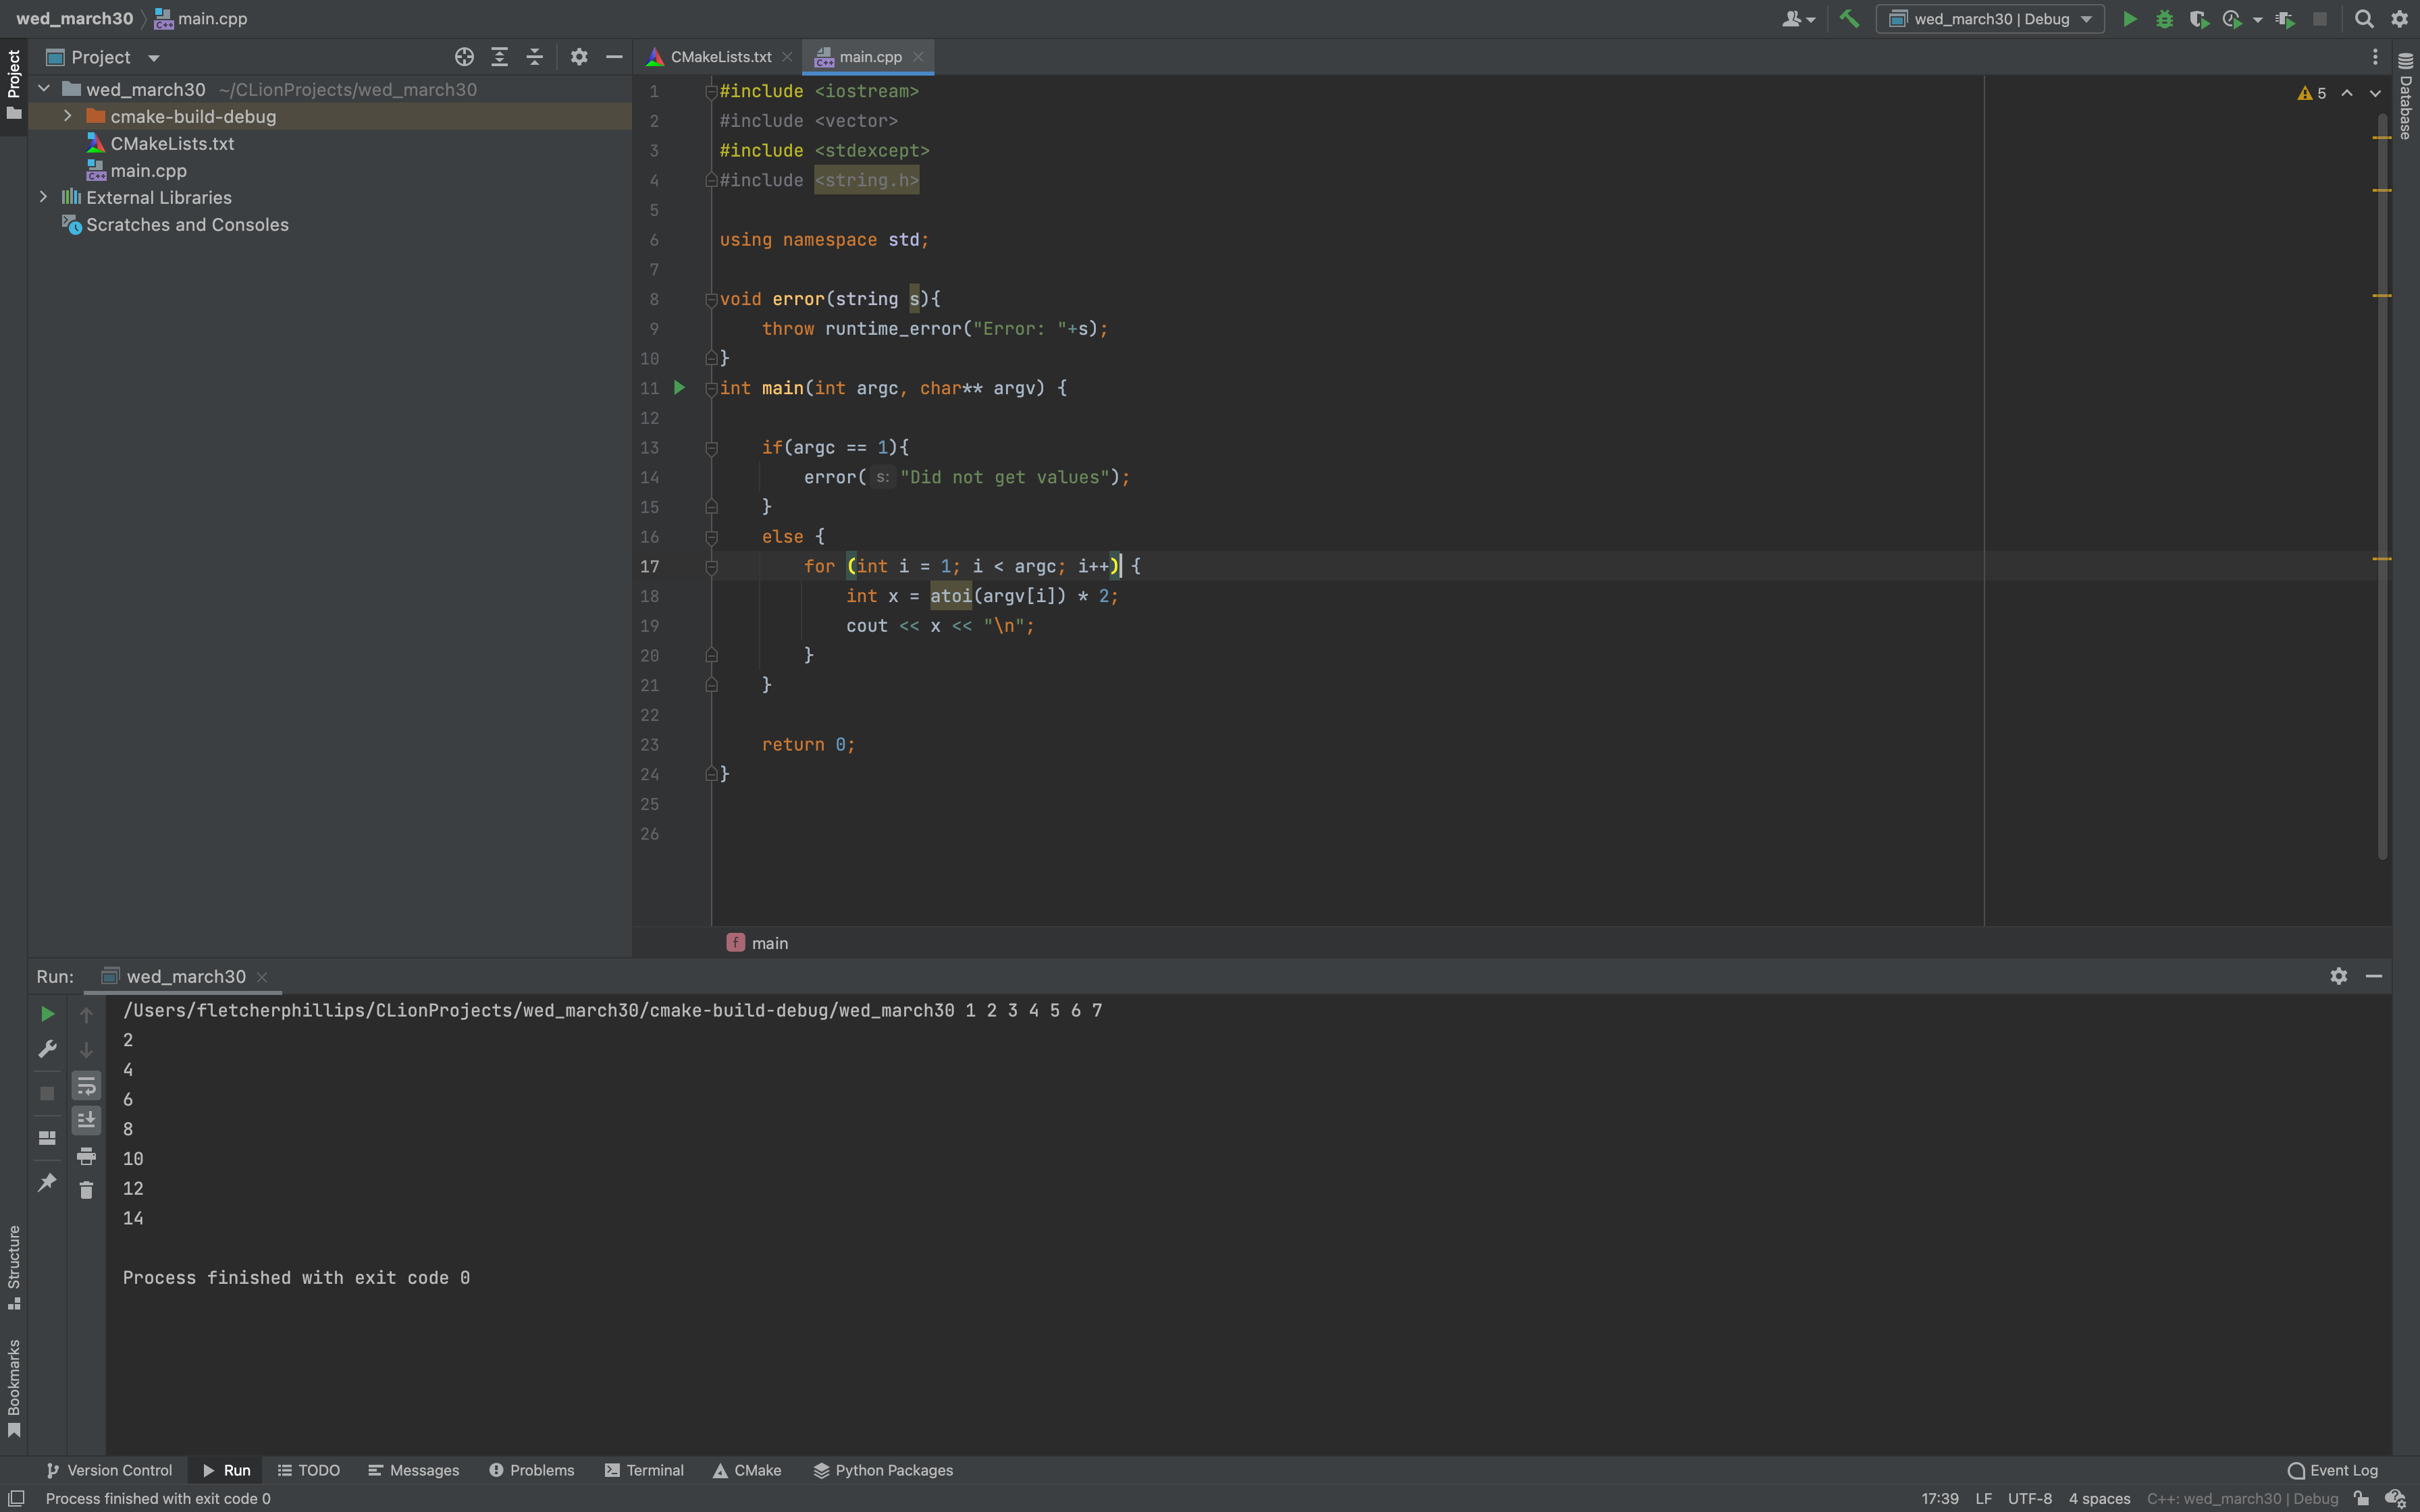 wed_march30 main.cpp
wed_march30 | Debug
Project
Project
wed_march30 ~/CLionProjects/wed_march30
cmake-build-debug
CMakeLists.txt
main.cpp
External Libraries
Scratches and Consoles
CMakeLists.txt main.cpp
5
Database
1 #include <iostream>
2 #include <vector>
3 #include <stdexcept>
4 #include <string.h>
5
6 using namespace std;
7
8 void error(string s){
9 throw runtime_error("Error: "+s);
10 }
11 int main(int argc, char** argv) {
12
13 if(argc == 1){
14 error( s: "Did not get values");
15 }
16 else {
17 for (int i = 1; i < argc; i++) {
18 int x = atoi(argv[i]) * 2;
19 cout << x << "\n";
20 }
21 }
22
23 return 0;
24 }
25
26
f main
Run: wed_march30
/Users/fletcherphillips/CLionProjects/wed_march30/cmake-build-debug/wed_march30 1 2 3 4 5 6 7
2
4
6
8
10
12
14
Process finished with exit code 0
Structure
Bookmarks
Version Control Run TODO Messages Problems Terminal CMake Python Packages Event Log
Process finished with exit code 0 17:39 LF UTF-8 4 spaces C++: wed_march30 | Debug